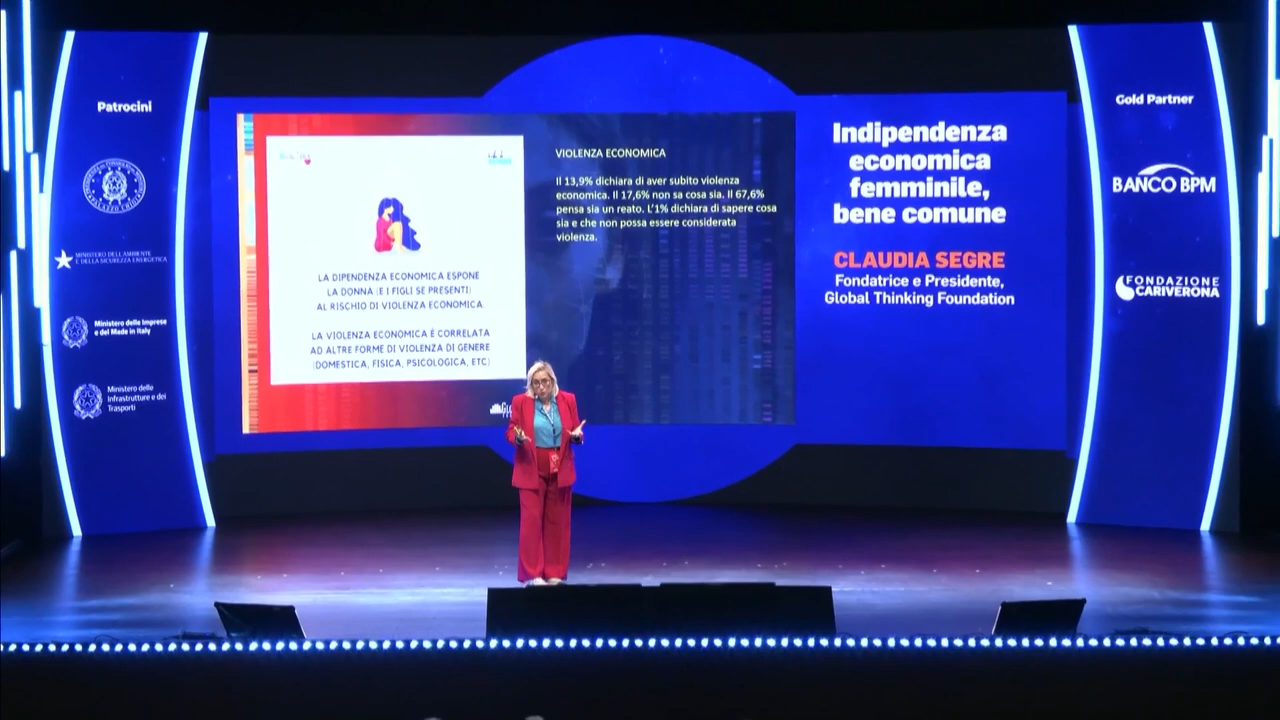 Patrocini
MINISTERO DELL'AMBIENTE
E DELLA SICUREZZA ENERGETICA
Ministero delle Imprese
e del Made in Italy
Ministero delle
Infrastrutture e dei
Trasporti
LA DIPENDENZA ECONOMICA ESPONE
LA DONNA (E I FIGLI SE PRESENTI)
AL RISCHIO DI VIOLENZA ECONOMICA.
LA VIOLENZA ECONOMICA È CORRELATA
AD ALTRE FORME DI VIOLENZA DI GENERE
(DOMESTICA, FISICA, PSICOLOGICA, ETC)
VIOLENZA ECONOMICA
Il 13,9% dichiara di aver subito violenza
economica. Il 17,6% non sa cosa sia. Il 67,6%
pensa sia un reato. L'1% dichiara di sapere cosa
sia e che non possa essere considerata
violenza.
Indipendenza
economica
femminile,
bene comune
CLAUDIA SEGRE
Fondatrice e Presidente,
Global Thinking Foundation
Gold Partner
BANCO BPM
FONDAZIONE
CARIVERONA